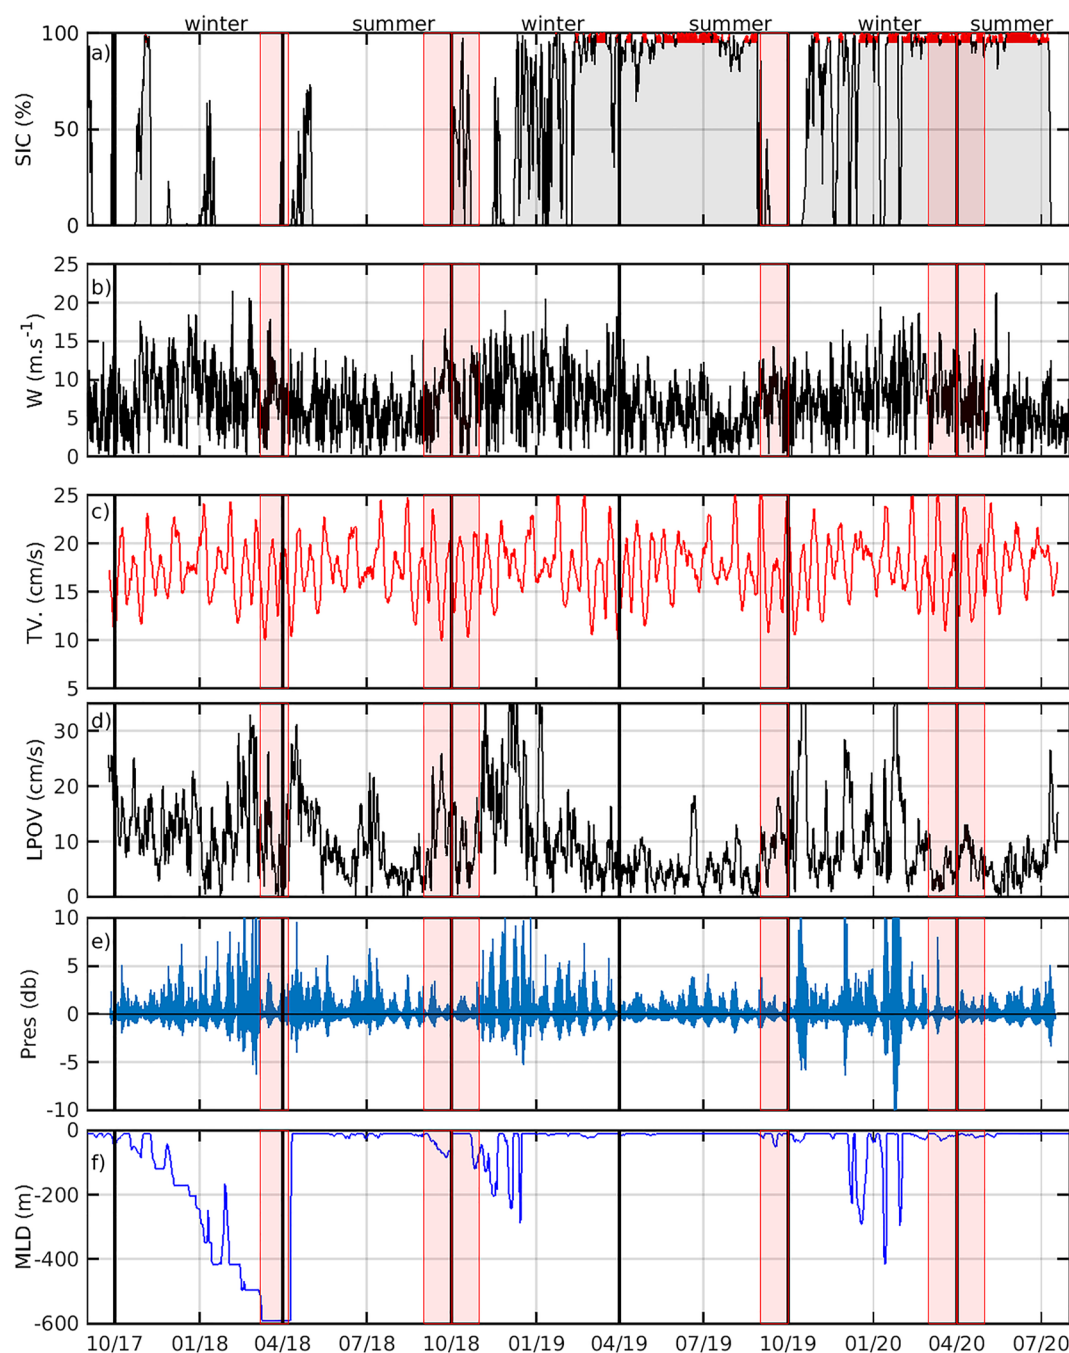 winter summer winter summer winter summer
100
a)
SIC (%)
50
0
25
b)
20
W (m.s-1)
15
10
5
0
25
c)
20
TV. (cm/s)
15
10
5
d)
30
LPOV (cm/s)
20
10
0
10
e)
5
Pres (db)
0
-5
-10
0
f)
-200
MLD (m)
-400
-600
10/17 01/18 04/18 07/18 10/18 01/19 04/19 07/19 10/19 01/20 04/20 07/20